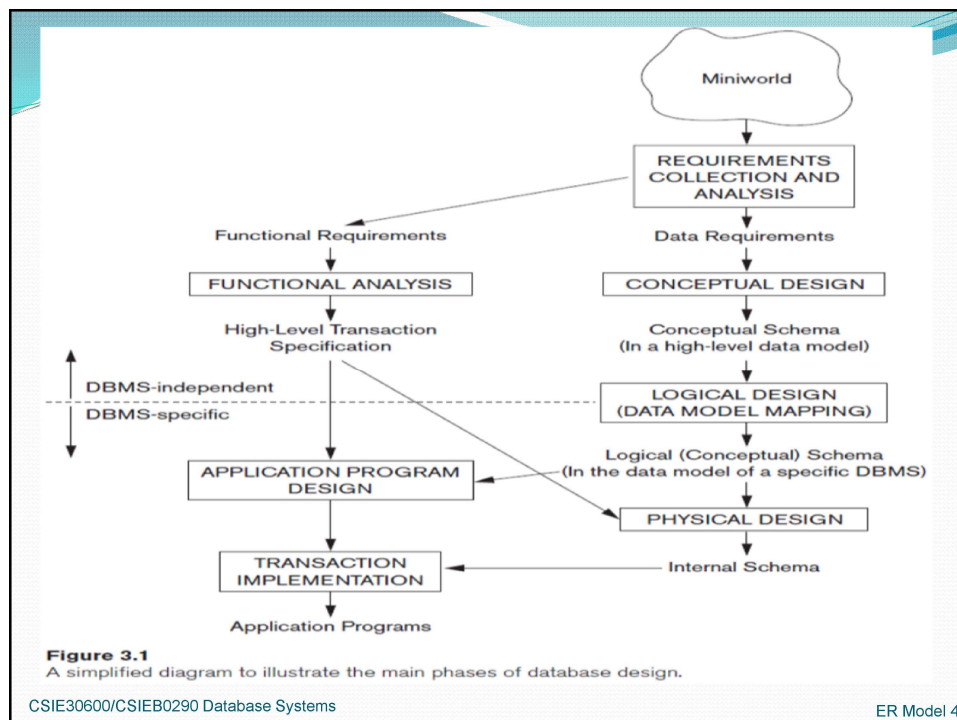 Miniworld
REQUIREMENTS
COLLECTION AND
ANALYSIS
Functional Requirements
Data Requirements
FUNCTIONAL ANALYSIS
CONCEPTUAL DESIGN
High-Level Transaction
Specification
Conceptual Schema
(In a high-level data model)
DBMS-independent
DBMS-specific
LOGICAL DESIGN
(DATA MODEL MAPPING)
Logical (Conceptual) Schema
(In the data model of a specific DBMS)
APPLICATION PROGRAM
DESIGN
PHYSICAL DESIGN
TRANSACTION
IMPLEMENTATION
Internal Schema
Application Programs
Figure 3.1
A simplified diagram to illustrate the main phases of database design.
CSIE30600/CSIEB0290 Database Systems
ER Model 4